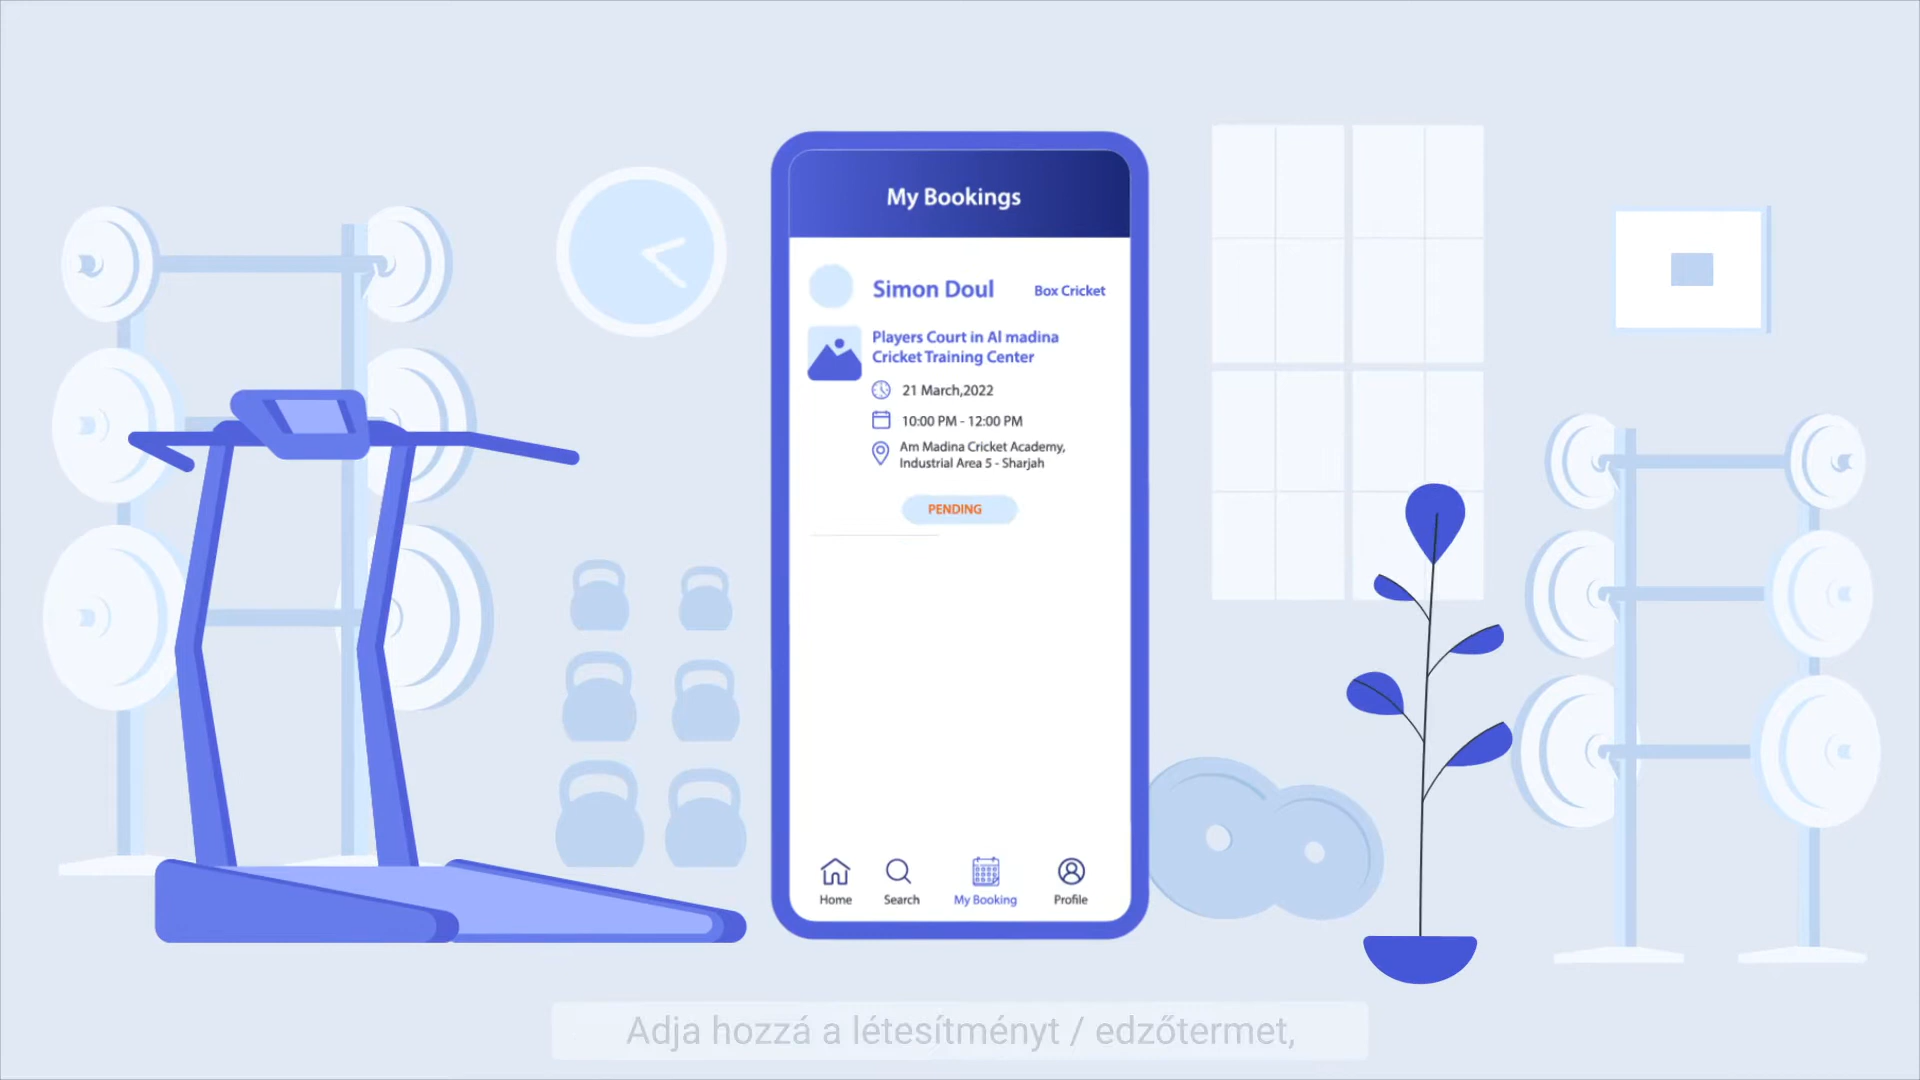 My Bookings
Simon Doul
Box Cricket
Players Court in Al madina
Cricket Training Center
21 March,2022
10:00 PM - 12:00 PM
Am Madina Cricket Academy,
Industrial Area 5 - Sharjah
PENDING
Home
Search
My Booking
Profile
Adja hozzá a létesítményt / edzőtermet,